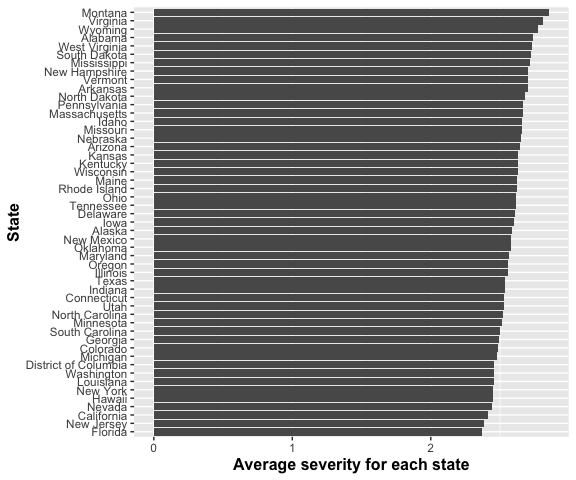 Montana
Virginia
Wyoming
Alabama
West Virginia
South Dakota
Mississippi
New Hampshire
Vermont
Arkansas
North Dakota
Pennsylvania
Massachusetts
Idaho
Missouri
Nebraska
Arizona
Kansas
Kentucky
Wisconsin
Maine
Rhode Island
Ohio
Tennessee
Delaware
Iowa
Alaska
New Mexico
Oklahoma
Maryland
Oregon
Illinois
Texas
Indiana
Connecticut
Utah
North Carolina
Minnesota
South Carolina
Georgia
Colorado
Michigan
District of Columbia
Washington
Louisiana
New York
Hawaii
Nevada
California
New Jersey
Florida
State
0 1 2
Average severity for each state